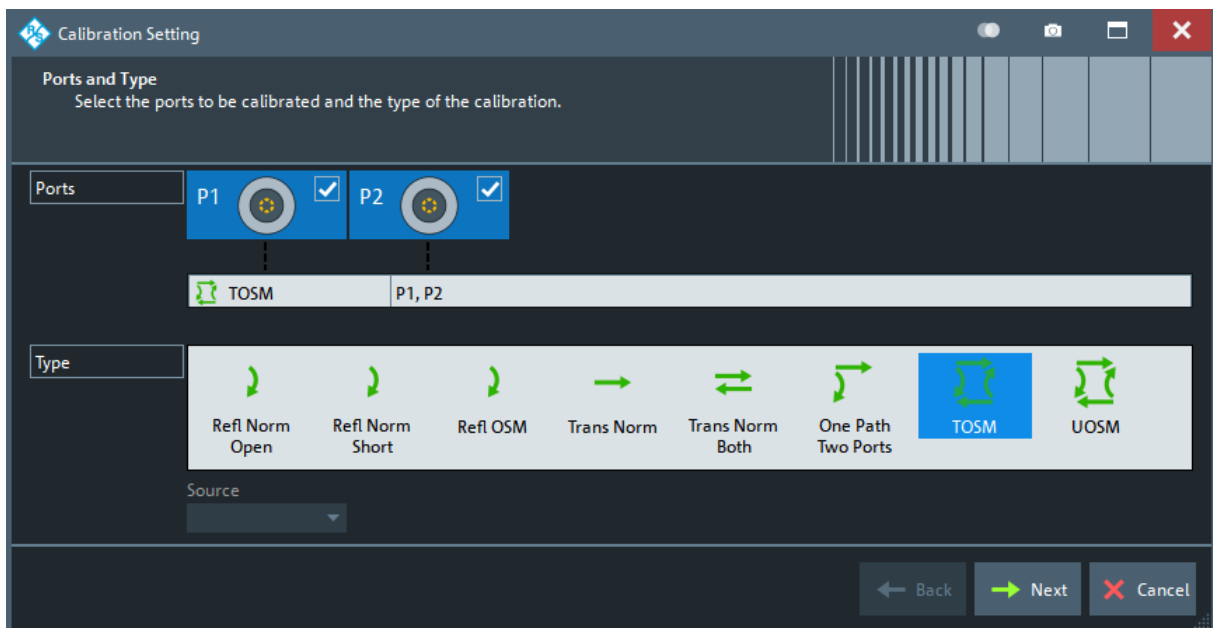 Calibration Setting
Ports and Type
Select the ports to be calibrated and the type of the calibration.
Ports
P1
P2
TOSM
P1, P2
Type
Refl Norm
Open
Refl Norm
Short
Refl OSM
Trans Norm
Trans Norm
Both
One Path
Two Ports
TOSM
UOSM
Source
Back
Next
Cancel